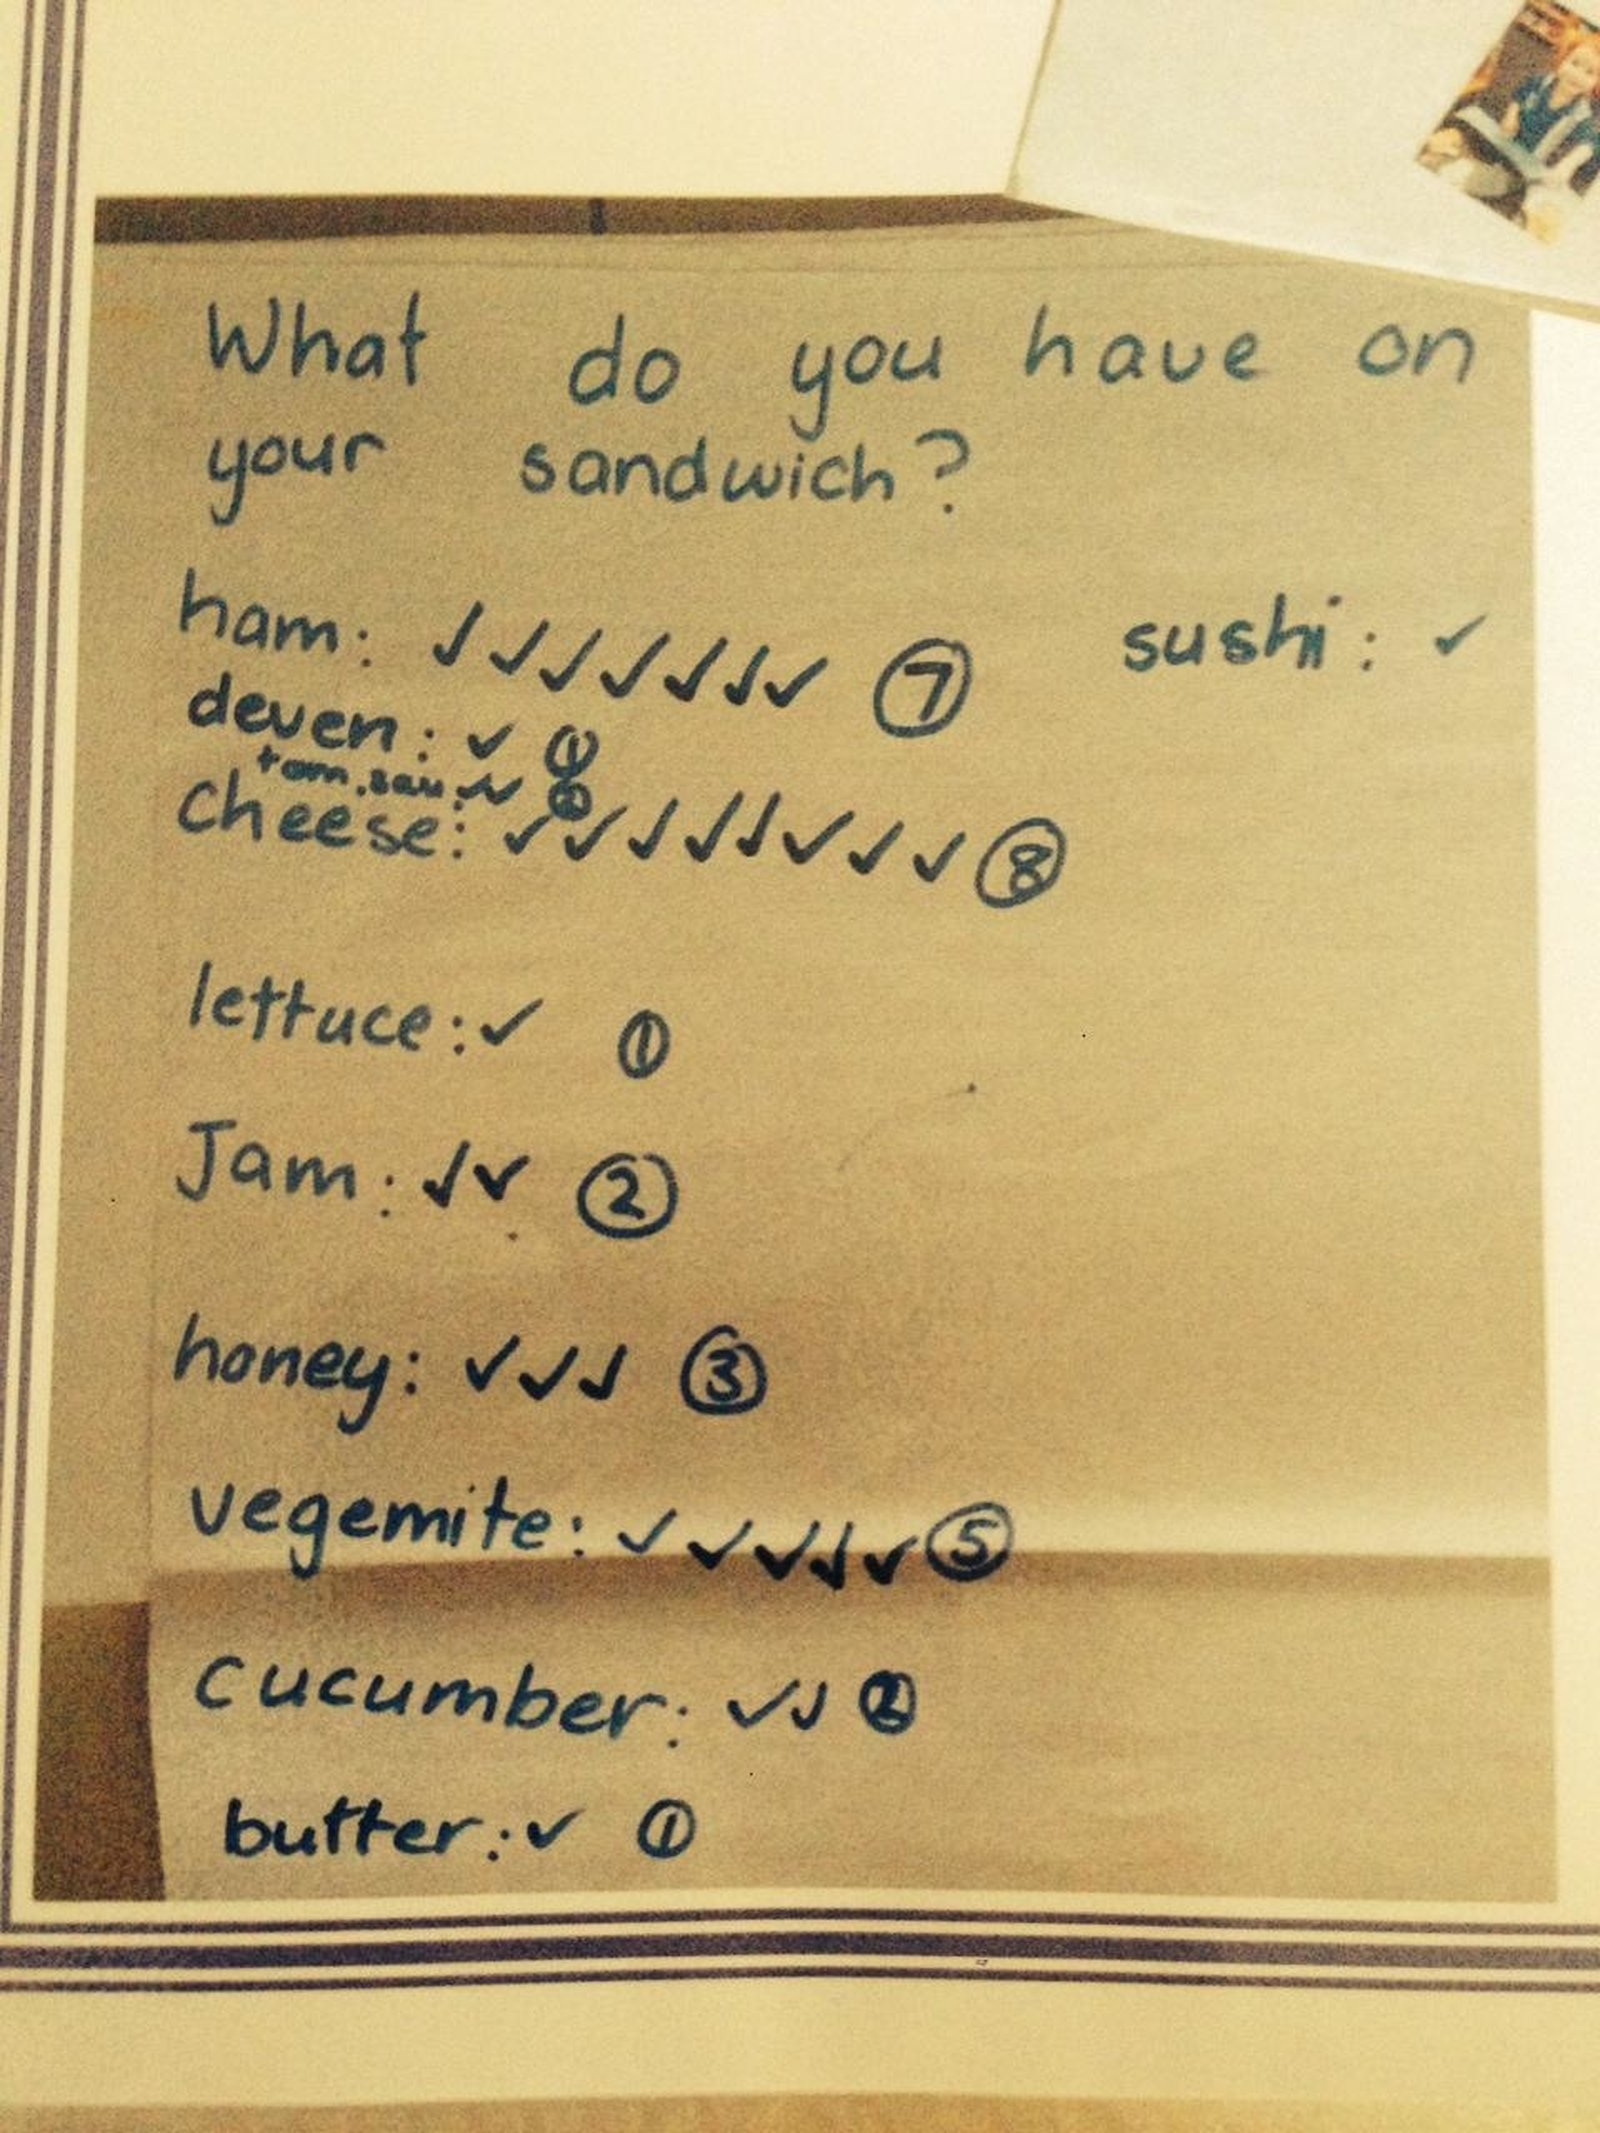 What do you have on
your sandwich?
ham: ✓✓✓✓✓✓✓ ⑦ sushi: ✓
deven: ✓ ①
tom.sau: ✓✓ ②
cheese: ✓✓✓✓✓✓✓✓ ⑧
lettuce: ✓ ①
Jam: ✓✓ ②
honey: ✓✓✓ ③
vegemite: ✓✓✓✓✓ ⑤
cucumber: ✓✓ ②
butter: ✓ ①